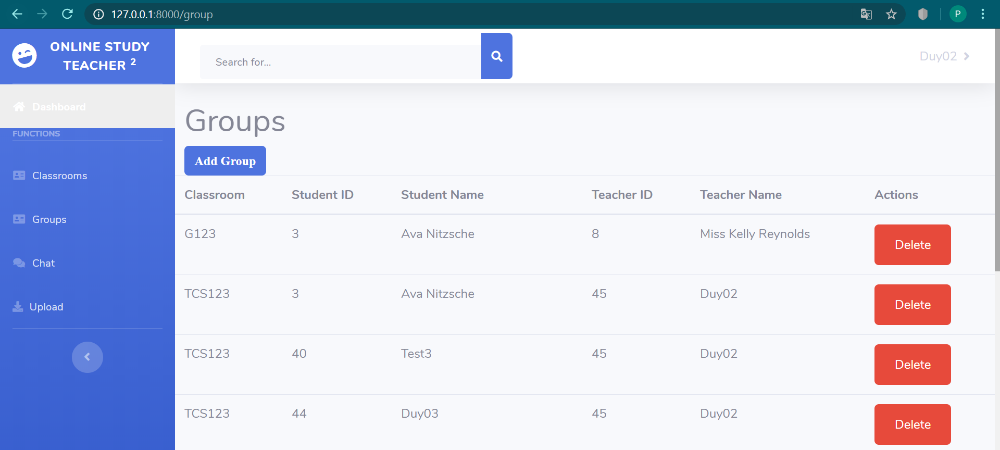 127.0.0.1:8000/group
P
ONLINE STUDY
TEACHER 2
Search for...
Duy02
Dashboard
FUNCTIONS
Classrooms
Groups
Chat
Upload
Groups
Add Group
Classroom Student ID Student Name Teacher ID Teacher Name Actions
G123 3 Ava Nitzsche 8 Miss Kelly Reynolds Delete
TCS123 3 Ava Nitzsche 45 Duy02 Delete
TCS123 40 Test3 45 Duy02 Delete
TCS123 44 Duy03 45 Duy02 Delete